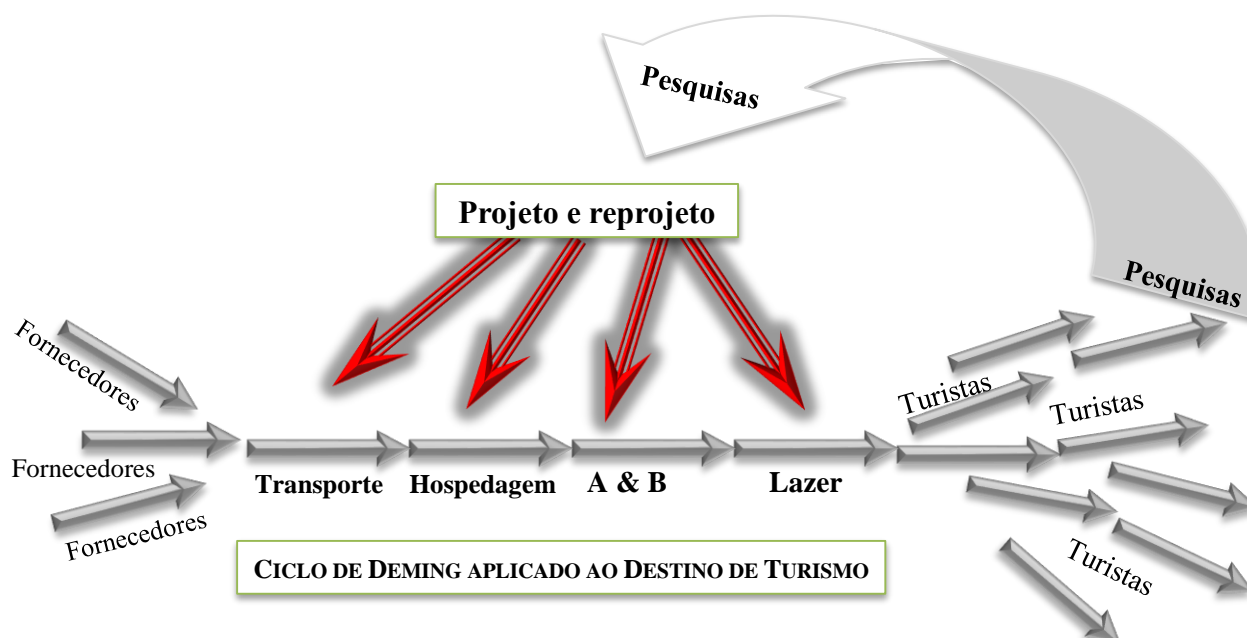 Pesquisas
Projeto e reprojeto
Pesquisas
Fornecedores
Turistas
Turistas
Fornecedores
Transporte
Hospedagem
A & B
Lazer
Fornecedores
Turistas
CICLO DE DEMING APLICADO AO DESTINO DE TURISMO